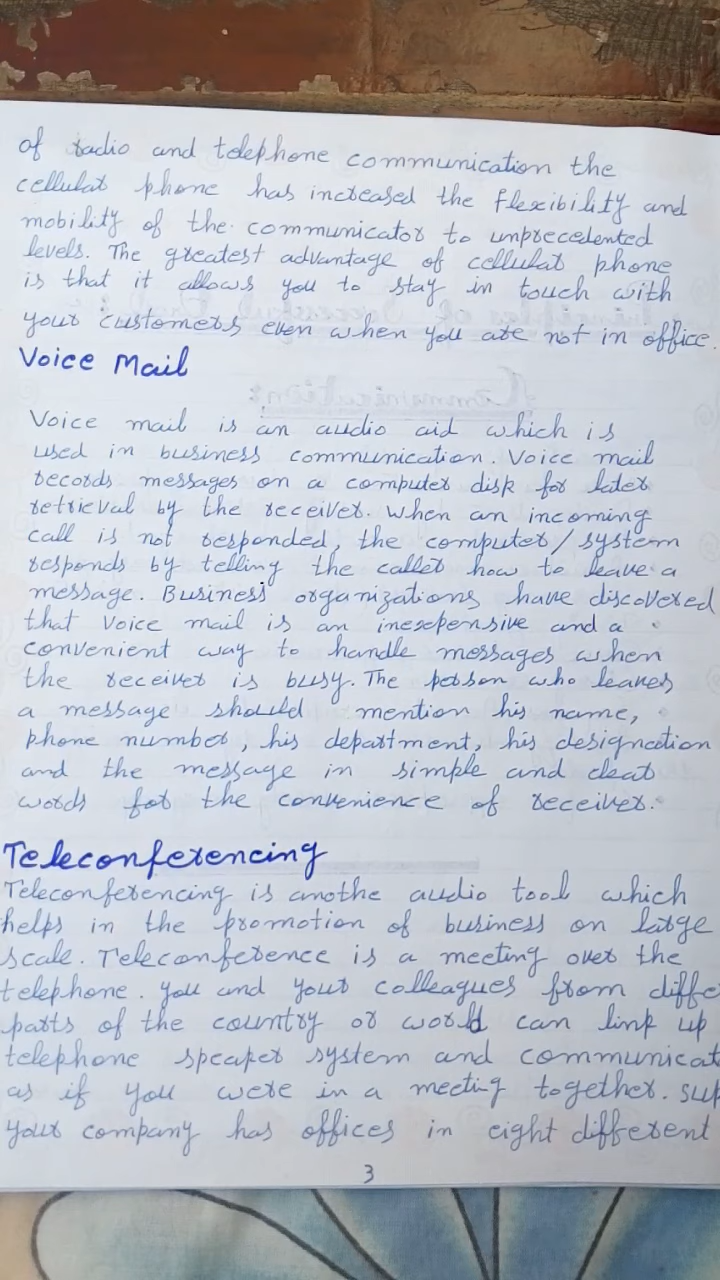 of radio and telephone communication the
cellular phone has increased the flexibility and
mobility of the communicator to unprecedented
levels. The greatest advantage of cellular phone
is that it allows you to stay in touch with
your customers even when you are not in office.
Voice Mail
Voice mail is an audio aid which is
used in business communication. Voice mail
records messages on a computer disk for later
retrieval by the receiver. When an incoming
call is not responded, the computer/system
responds by telling the caller how to leave a
message. Business organizations have discovered
that Voice mail is an inexpensive and a
convenient way to handle messages when
the receiver is busy. The person who leaves
a message should mention his name,
phone number, his department, his designation
and the message in simple and clear
words for the convenience of receiver.
Teleconferencing
Teleconferencing is anothe audio tool which
helps in the promotion of business on large
scale. Teleconference is a meeting over the
telephone. you and your colleagues from diffe
parts of the country or world can link up
telephone speaker system and communicat
as if you were in a meeting together. sup
your company has offices in eight different
3